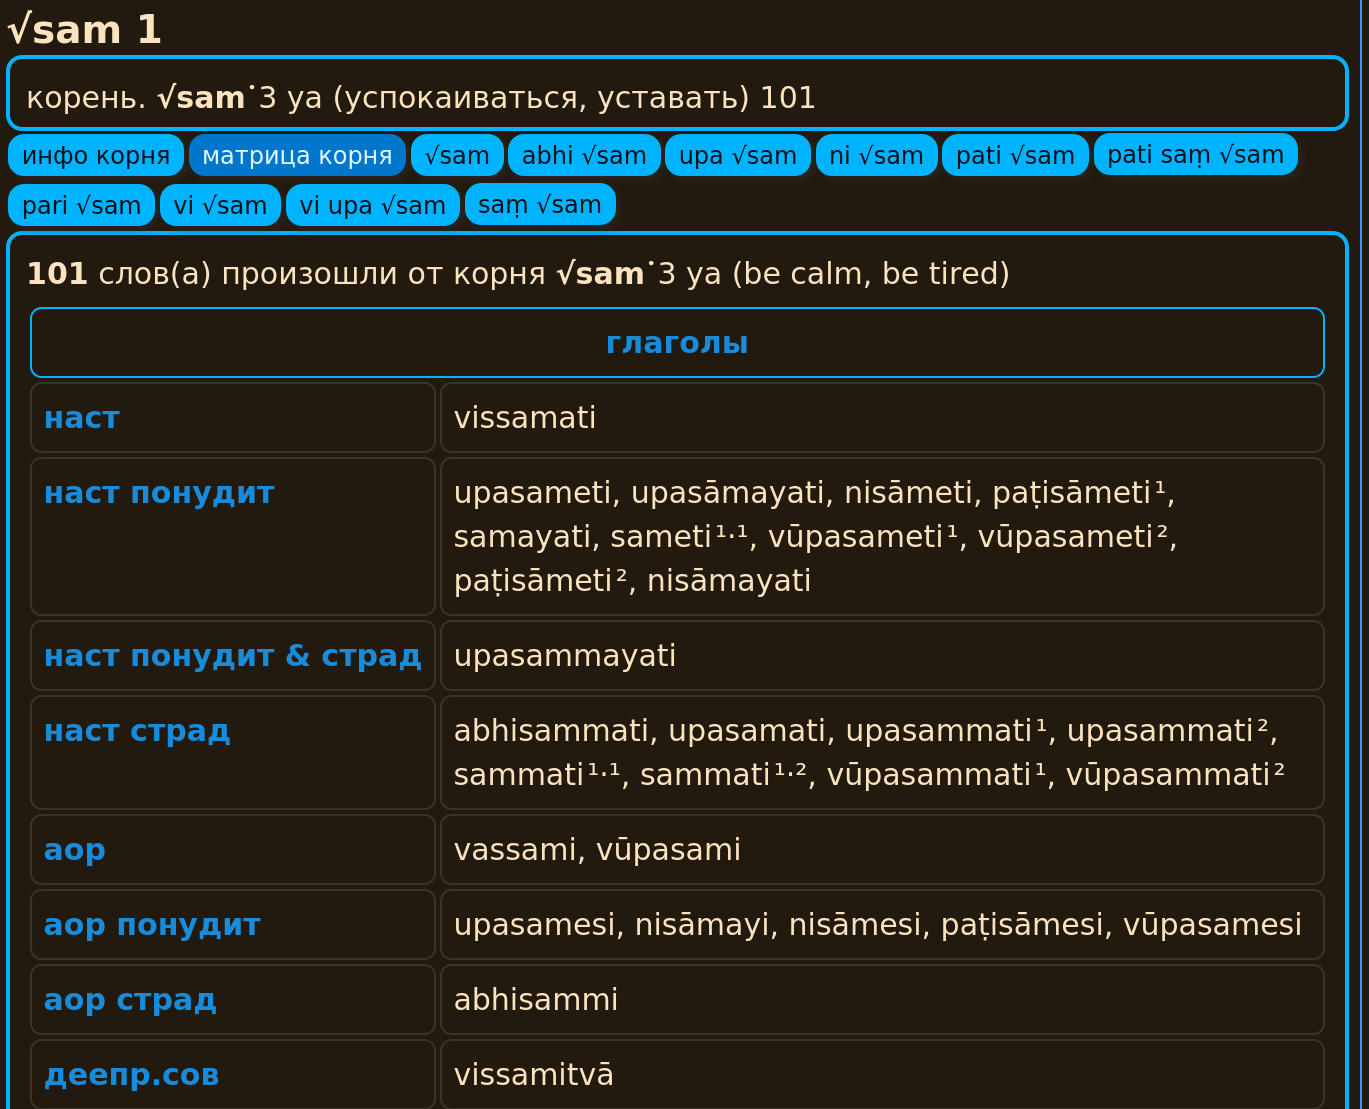 √sam 1
корень. √sam˙3 ya (успокаиваться, уставать) 101
инфо корня матрица корня √sam abhi √sam upa √sam ni √sam pati √sam pati saṃ √sam
pari √sam vi √sam vi upa √sam saṃ √sam
101 слов(а) произошли от корня √sam˙3 ya (be calm, be tired)
глаголы
наст vissamati
наст понудит upasameti, upasāmayati, nisāmeti, paṭisāmeti¹,
samayati, sameti¹·¹, vūpasameti¹, vūpasameti²,
paṭisāmeti², nisāmayati
наст понудит & страд upasammayati
наст страд abhisammati, upasamati, upasammati¹, upasammati²,
sammati¹·¹, sammati¹·², vūpasammati¹, vūpasammati²
аор vassami, vūpasami
аор понудит upasamesi, nisāmayi, nisāmesi, paṭisāmesi, vūpasamesi
аор страд abhisammi
деепр.сов vissamitvā